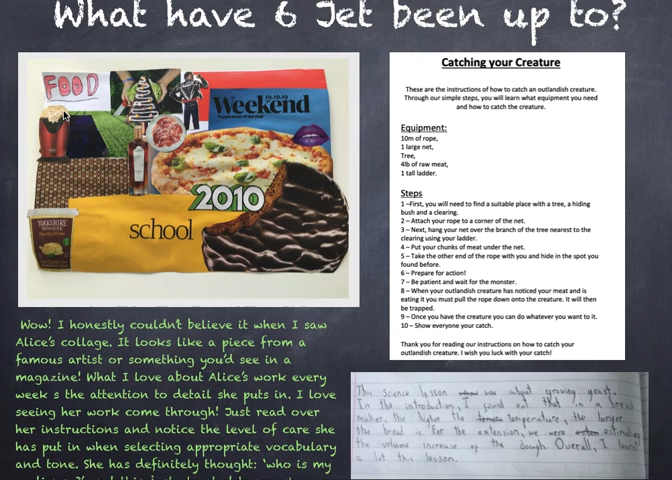 What have 6 Jet been up to?
FOOD
Weekend
19.10.19
2010
school
YORKSHIRE
Catching your Creature
These are the instructions of how to catch an outlandish creature.
Through our simple steps, you will learn what equipment you need
and how to catch the creature.
Equipment:
10m of rope,
1 large net,
Tree,
4lb of raw meat,
1 tall ladder.
Steps
1 –First, you will need to find a suitable place with a tree, a hiding
bush and a clearing.
2 – Attach your rope to a corner of the net.
3 – Next, hang your net over the branch of the tree nearest to the
clearing using your ladder.
4 – Put your chunks of meat under the net.
5 – Take the other end of the rope with you and hide in the spot you
found before.
6 – Prepare for action!
7 – Be patient and wait for the monster.
8 – When your outlandish creature has noticed your meat and is
eating it you must pull the rope down onto the creature. It will then
be trapped.
9 – Once you have the creature you can do whatever you want to it.
10 – Show everyone your catch.
Thank you for reading our instructions on how to catch your
outlandish creature. I wish you luck with your catch!
Wow! I honestly couldn't believe it when I saw
Alice's collage. It looks like a piece from a
famous artist or something you'd see in a
magazine! What I love about Alice's work every
week s the attention to detail she puts in. I love
seeing her work come through! Just read over
her instructions and notice the level of care she
has put in when selecting appropriate vocabulary
and tone. She has definitely thought: 'who is my
This science lesson was about growing yeast.
In the introduction, I found out that in a bread
maker, the higher the temperature, the larger
the bread is. For the extension, we were estimating
the volume increase of the dough. Overall, I learnt
a lot this lesson.